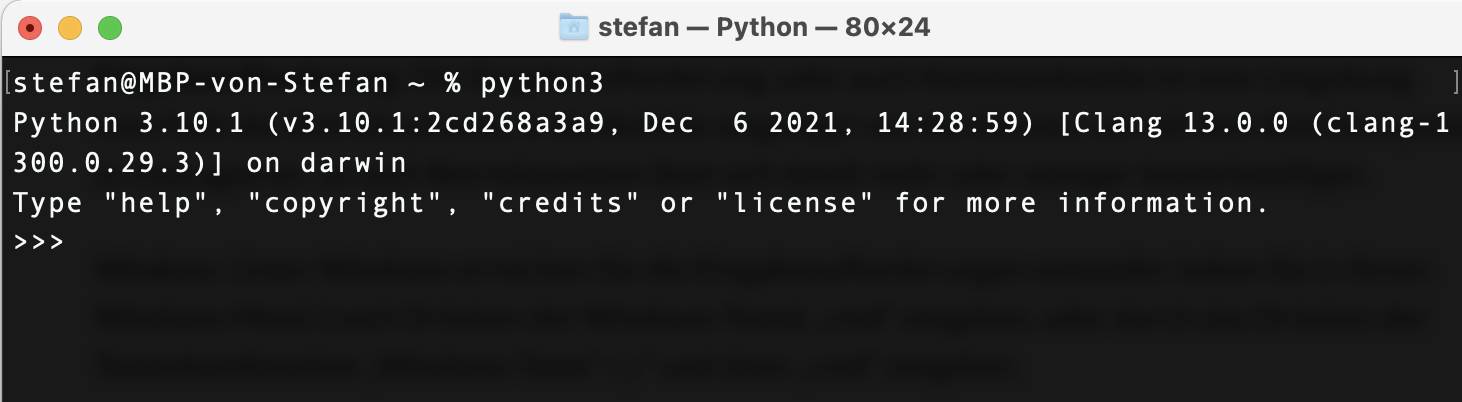 stefan — Python — 80×24
[stefan@MBP-von-Stefan ~ % python3 ]
Python 3.10.1 (v3.10.1:2cd268a3a9, Dec  6 2021, 14:28:59) [Clang 13.0.0 (clang-1
300.0.29.3)] on darwin
Type "help", "copyright", "credits" or "license" for more information.
>>>